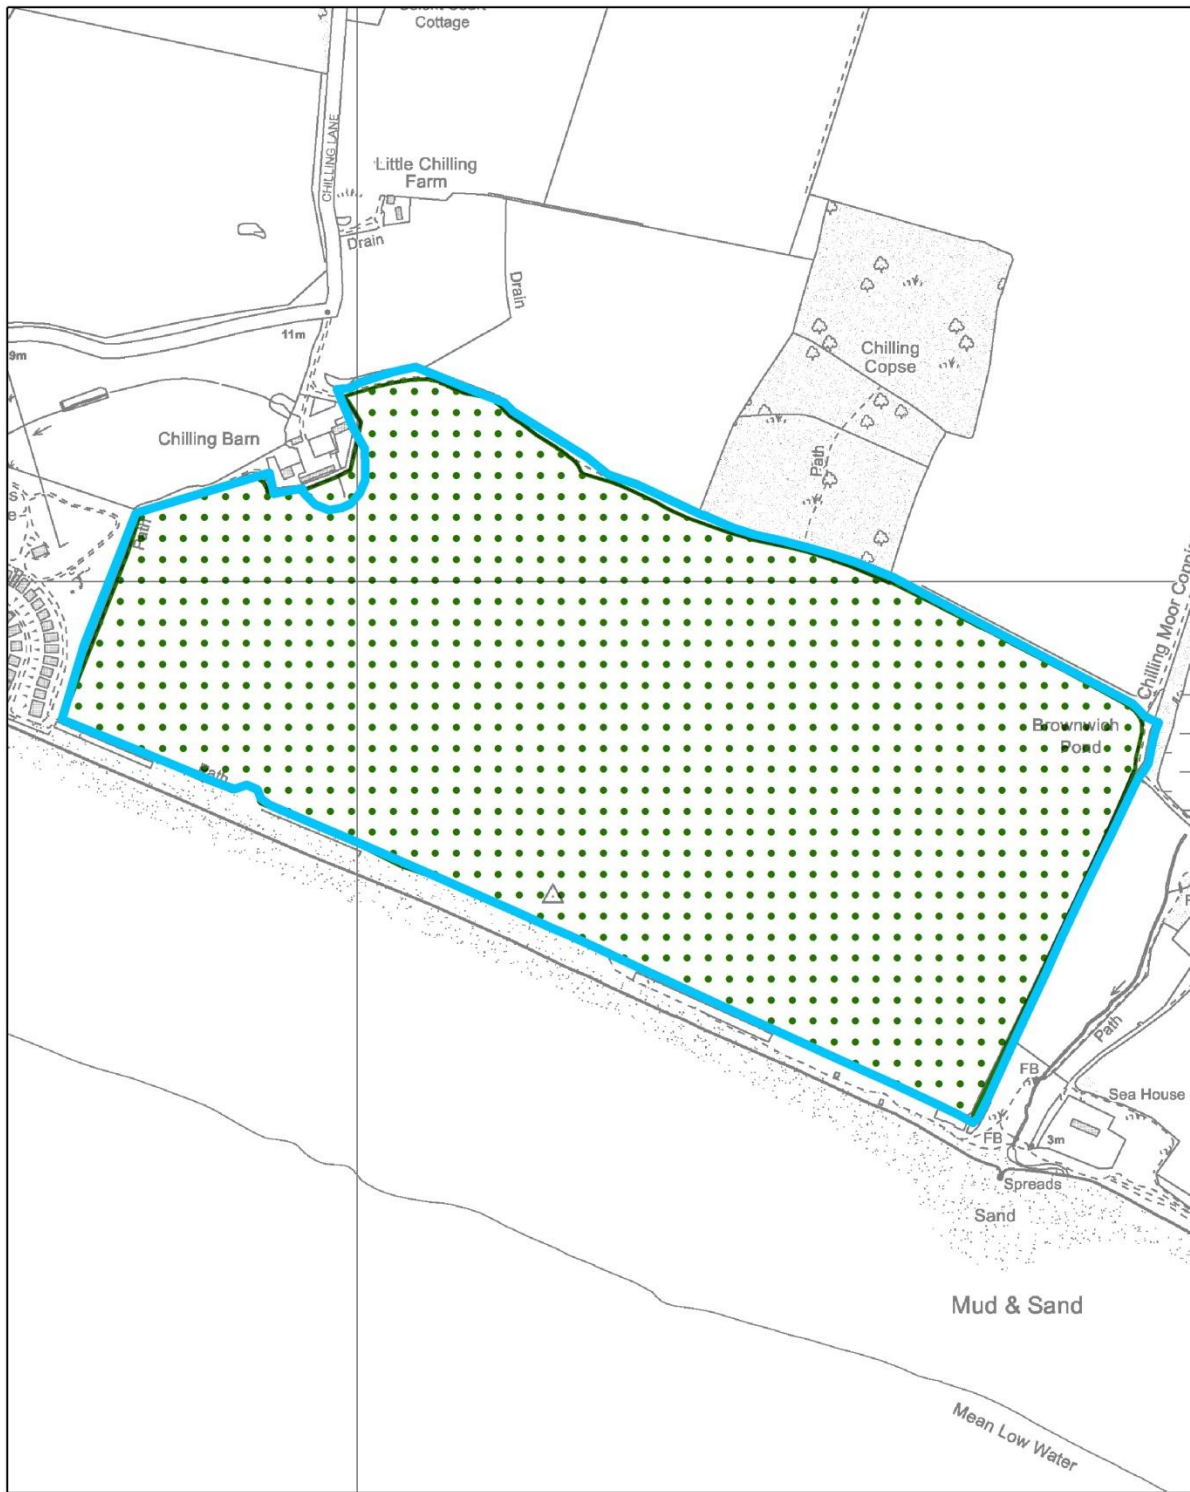 Cottage
CHILLING LANE
Little Chilling
Farm
Drain
Drain
11m
9m
Chilling
Copse
Chilling Barn
Path
Path
Chilling Moor
Brownwich
Pond
Path
Path
FB
Sea House
FB
3m
Spreads
Sand
Mud & Sand
Mean Low Water